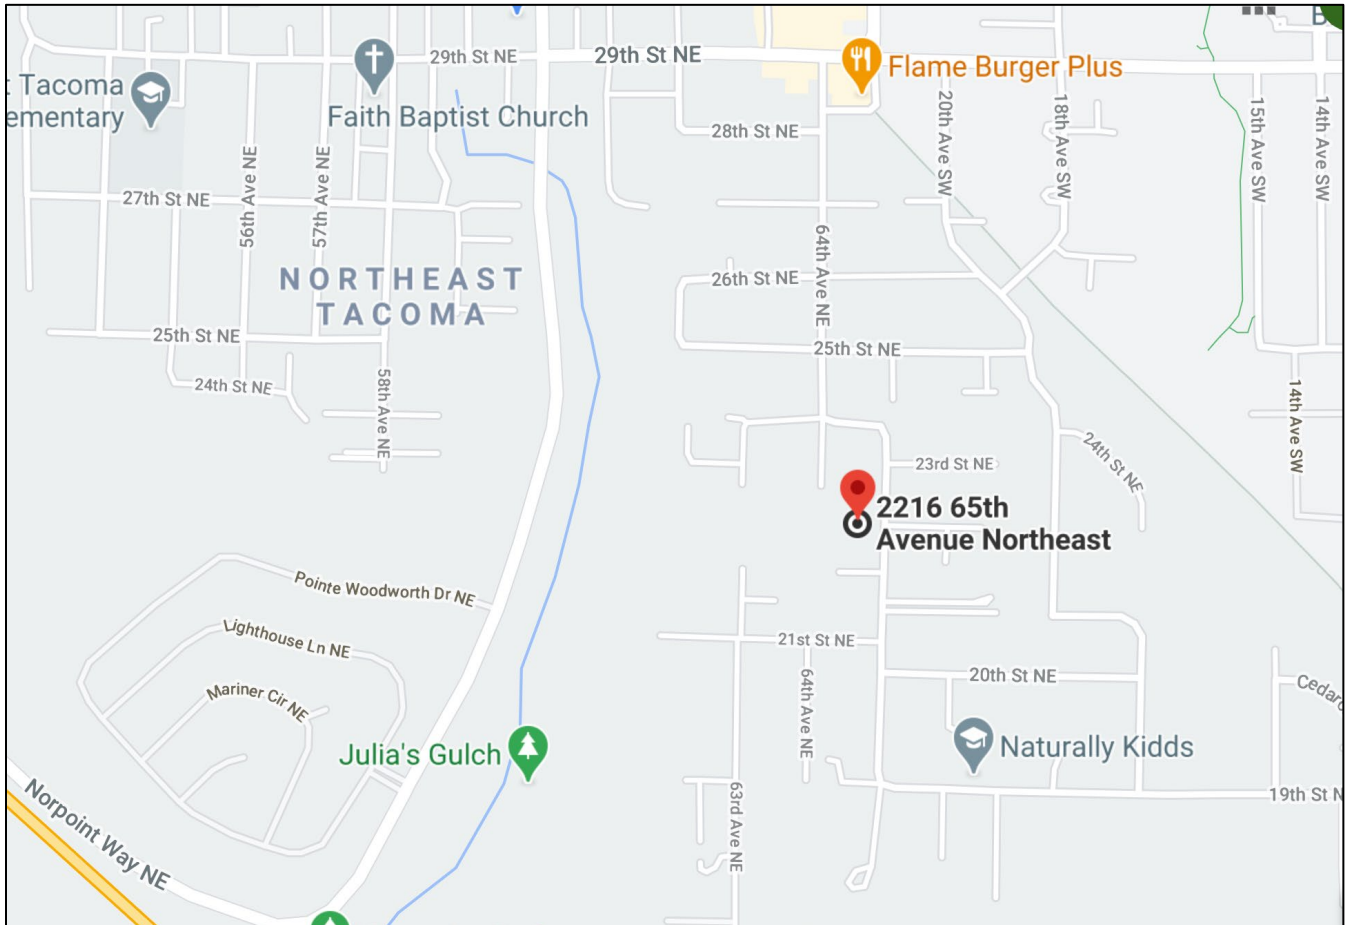 B
29th St NE
29th St NE
Flame Burger Plus
Tacoma
ementary
Faith Baptist Church
28th St NE
20th Ave SW
18th Ave SW
15th Ave SW
14th Ave SW
56th Ave NE
57th Ave NE
27th St NE
64th Ave NE
NORTHEAST
TACOMA
26th St NE
25th St NE
25th St NE
24th St NE
58th Ave NE
14th Ave SW
24th St NE
23rd St NE
2216 65th
Avenue Northeast
Pointe Woodworth Dr NE
Lighthouse Ln NE
21st St NE
64th Ave NE
20th St NE
Mariner Cir NE
Cedar
Julia's Gulch
Naturally Kidds
Norpoint Way NE
63rd Ave NE
19th St N